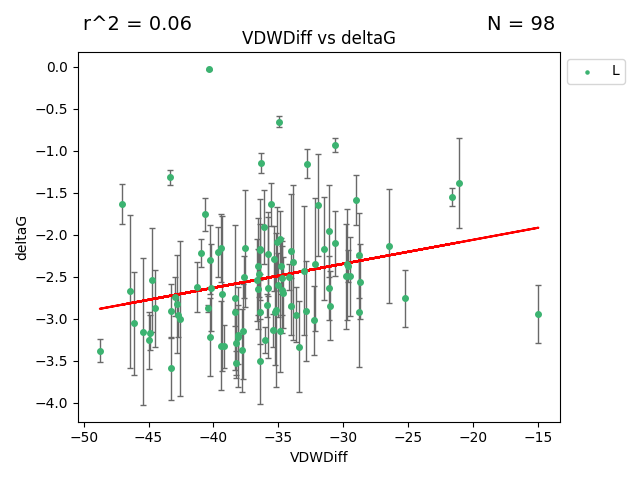 r^2 = 0.06
N = 98
VDWDiff vs deltaG
L
0.0
−0.5
−1.0
−1.5
−2.0
−2.5
−3.0
−3.5
−4.0
deltaG
−50 −45 −40 −35 −30 −25 −20 −15
VDWDiff